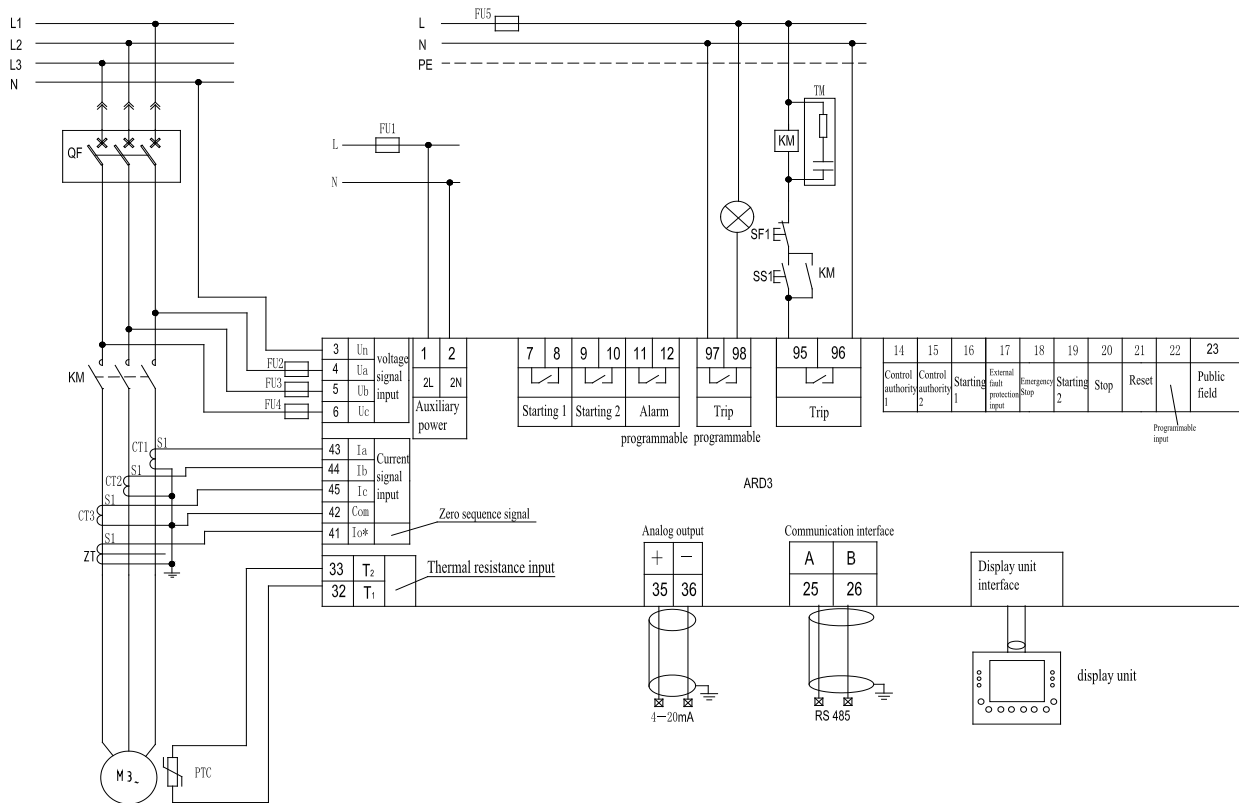 L1
L2
L3
N
QF
L
N
PE
FU5
TM
KM
FU1
L
N
SF1
SS1
KM
KM
FU2
FU3
FU4
3 Un
4 Ua
5 Ub
6 Uc
voltage
signal
input
1 2
2L 2N
Auxiliary
power
7 8 9 10 11 12
Starting 1 Starting 2 Alarm
programmable
97 98
Trip
programmable
95 96
Trip
14 15 16 17 18 19 20 21 22 23
Control
authority
1
Control
authority
2
Starting
1
External
fault
protection
input
Emergency
Stop
Starting
2
Stop
Reset
Programmable
input
Public
field
CT1 S1
CT2 S1
CT3 S1
ZT S1
43 Ia
44 Ib
45 Ic
42 Com
41 Io*
Current
signal
input
Zero sequence signal
33 T2
32 T1
Thermal resistance input
ARD3
Analog output
+ −
35 36
4－20mA
Communication interface
A B
25 26
RS 485
Display unit
interface
display unit
M 3~
PTC